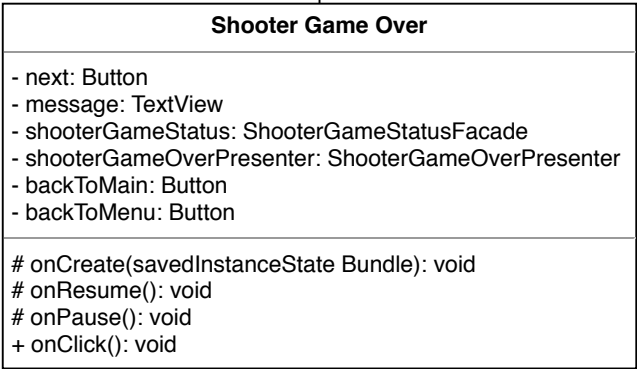 Shooter Game Over
- next: Button
- message: TextView
- shooterGameStatus: ShooterGameStatusFacade
- shooterGameOverPresenter: ShooterGameOverPresenter
- backToMain: Button
- backToMenu: Button
# onCreate(savedInstanceState Bundle): void
# onResume(): void
# onPause(): void
+ onClick(): void